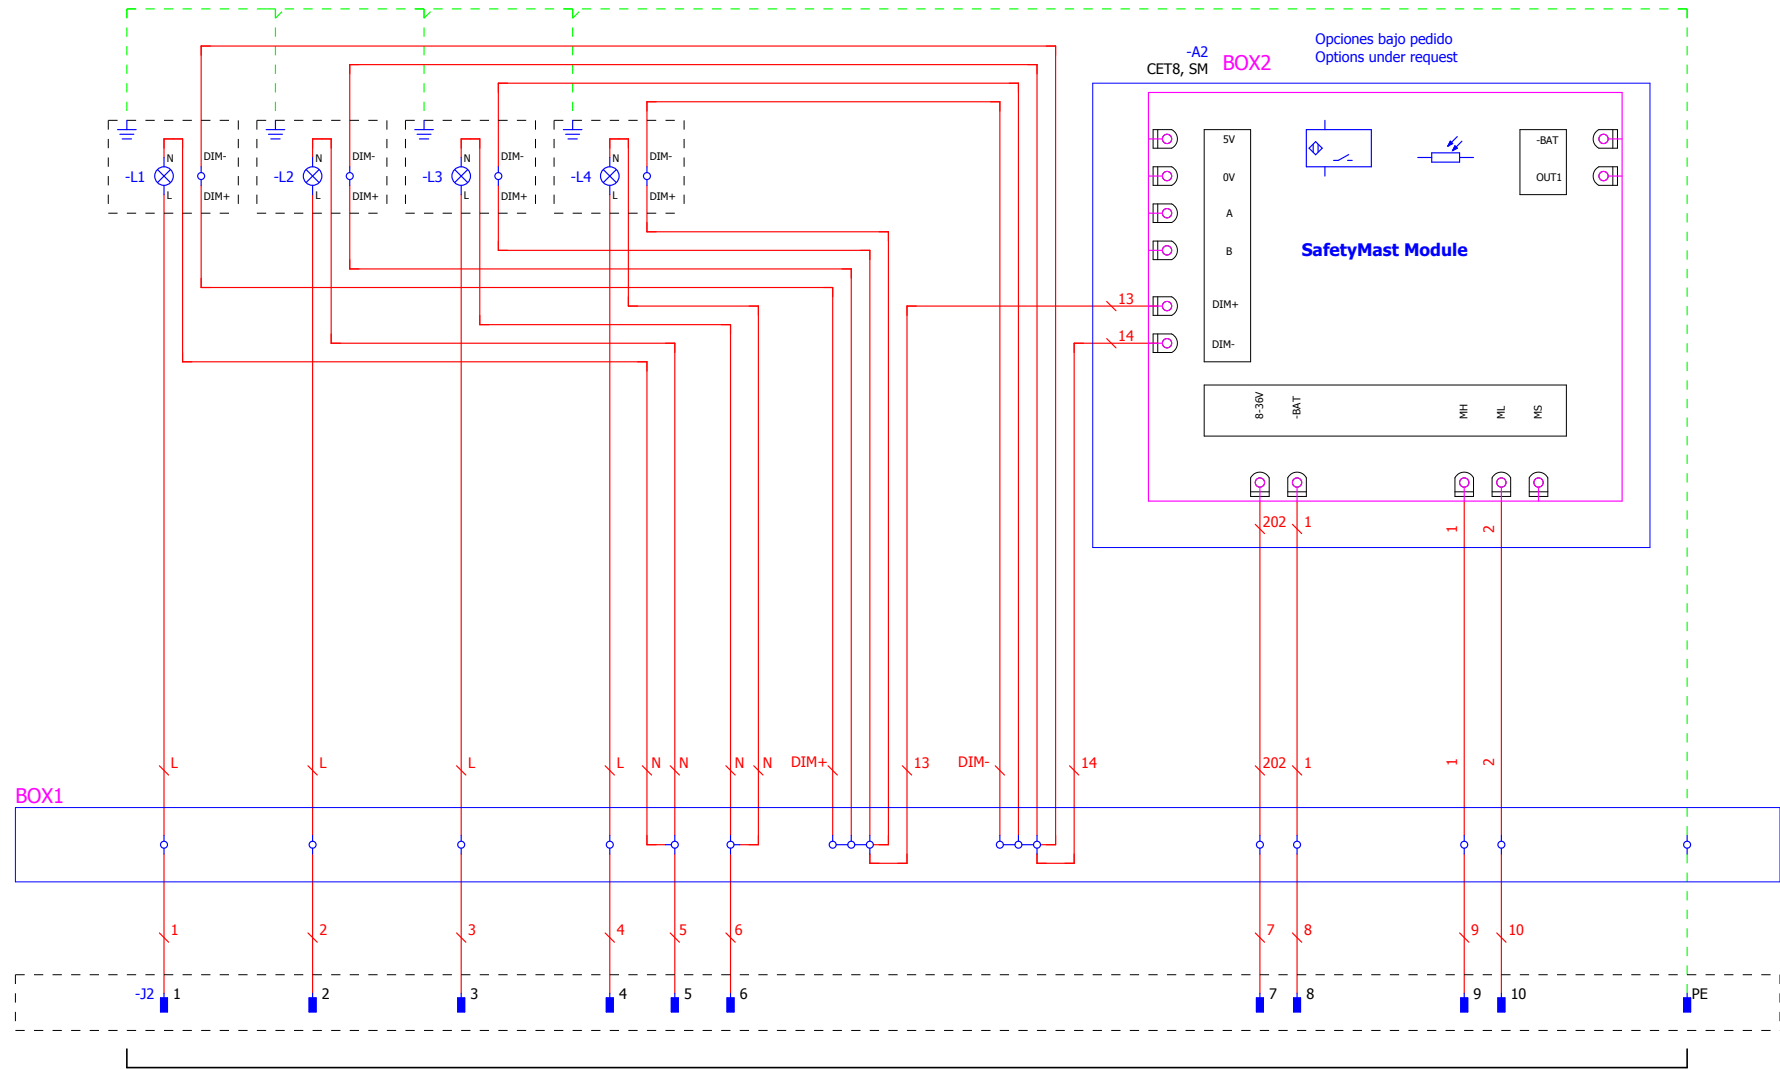 Opciones bajo pedido
Options under request
-A2
CET8, SM
BOX2
N
DIM-
-L1
L
DIM+
N
DIM-
-L2
L
DIM+
N
DIM-
-L3
L
DIM+
N
DIM-
-L4
L
DIM+
5V
0V
A
B
DIM+
DIM-
-BAT
OUT1
SafetyMast Module
13
14
8-36V
-BAT
MH
ML
MS
202
1
1
2
L
L
L
L
N
N
N
N
DIM+
13
DIM-
14
202
1
1
2
BOX1
1
2
3
4
5
6
7
8
9
10
-J2
1
2
3
4
5
6
7
8
9
10
PE